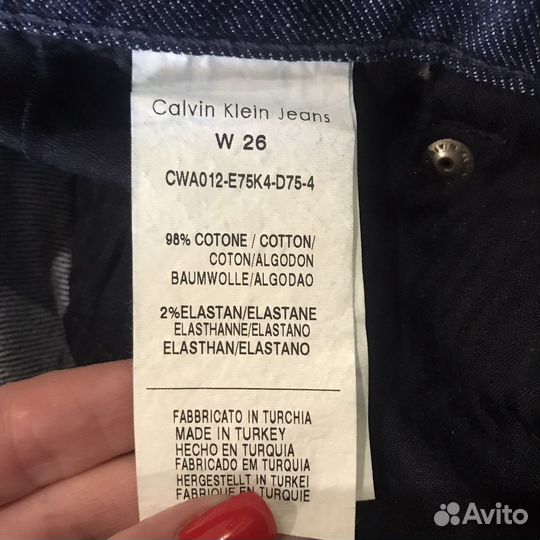 Calvin Klein Jeans
W 26
CWA012-E75K4-D75-4
98% COTONE / COTTON/
COTON/ALGODON
BAUMWOLLE/ALGODAO
2%ELASTAN/ELASTANE
ELASTHANNE/ELASTANO
ELASTHAN/ELASTANO
FABBRICATO IN TURCHIA
MADE IN TURKEY
HECHO EN TURQUIA
FABRICADO EM TURQUIA
HERGESTELLT IN TURKEI
FABRIQUE EN TURQUIE
Avito